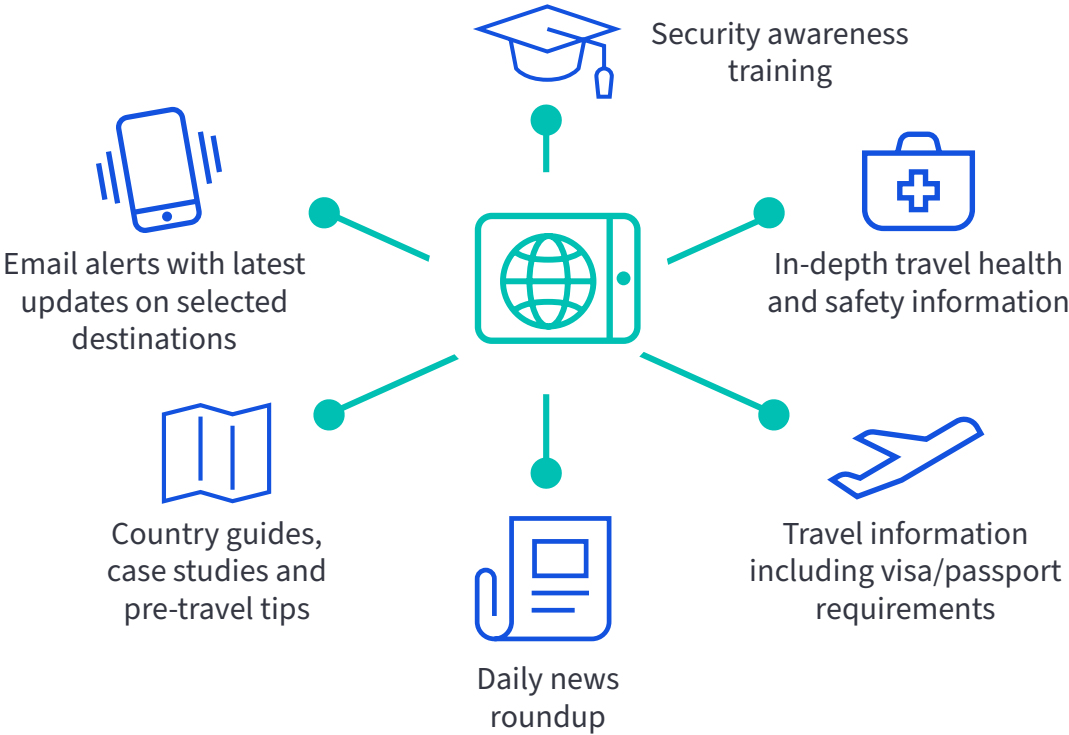 Security awareness
training
Email alerts with latest
updates on selected
destinations
In-depth travel health
and safety information
Country guides,
case studies and
pre-travel tips
Travel information
including visa/passport
requirements
Daily news
roundup